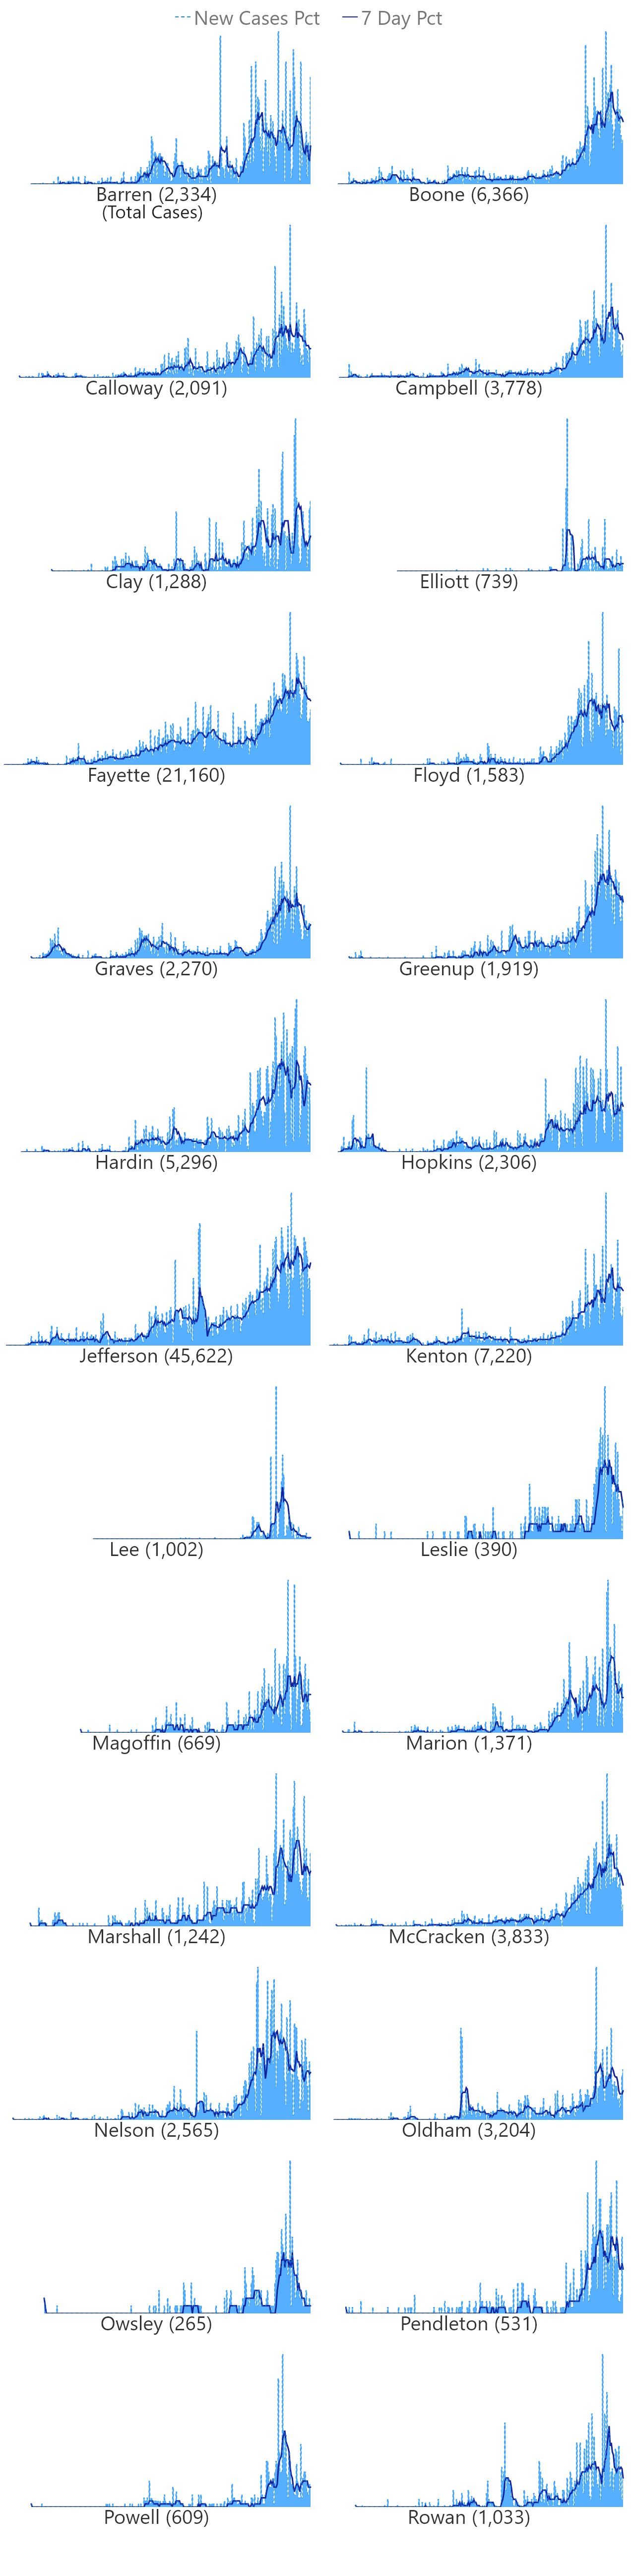 New Cases Pct 7 Day Pct
Barren (2,334) Boone (6,366)
(Total Cases)
Calloway (2,091) Campbell (3,778)
Clay (1,288) Elliott (739)
Fayette (21,160) Floyd (1,583)
Graves (2,270) Greenup (1,919)
Hardin (5,296) Hopkins (2,306)
Jefferson (45,622) Kenton (7,220)
Lee (1,002) Leslie (390)
Magoffin (669) Marion (1,371)
Marshall (1,242) McCracken (3,833)
Nelson (2,565) Oldham (3,204)
Owsley (265) Pendleton (531)
Powell (609) Rowan (1,033)